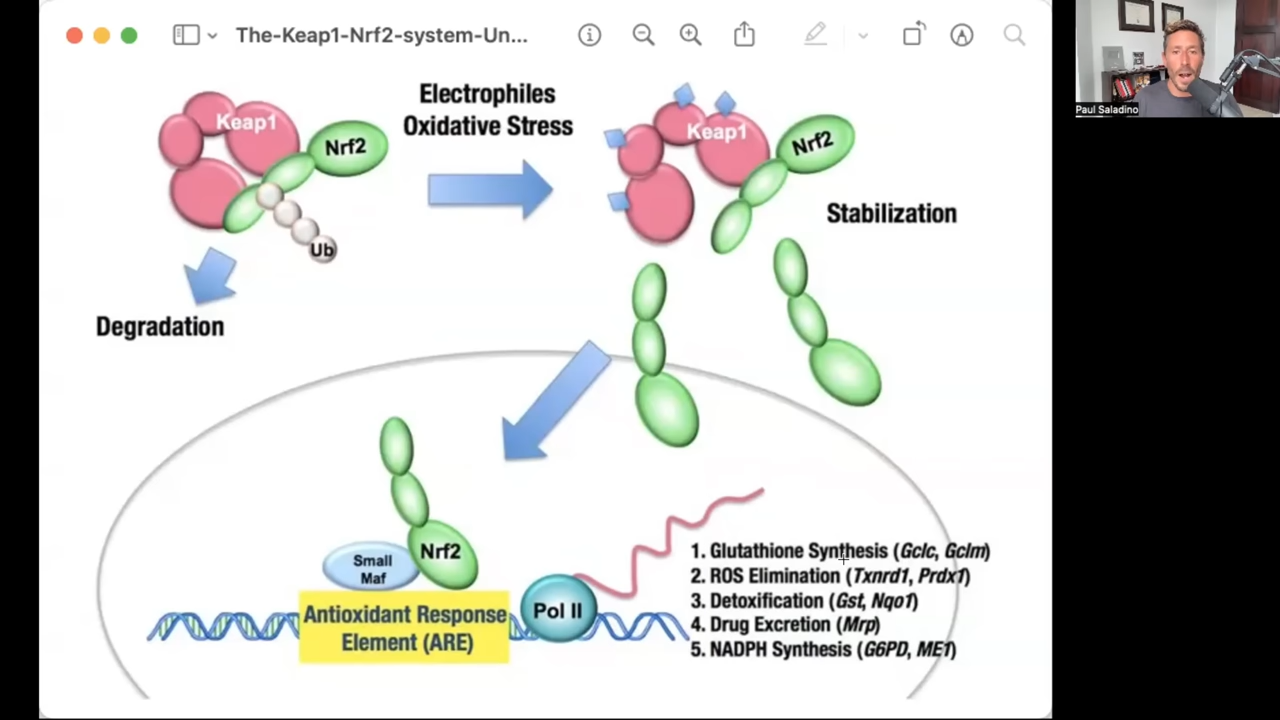 The-Keap1-Nrf2-system-Un...
Paul Saladino
Keap1
Nrf2
Ub
Degradation
Electrophiles
Oxidative Stress
Keap1
Nrf2
Stabilization
Small
Maf
Nrf2
Antioxidant Response
Element (ARE)
Pol II
1. Glutathione Synthesis (Gclc, Gclm)
2. ROS Elimination (Txnrd1, Prdx1)
3. Detoxification (Gst, Nqo1)
4. Drug Excretion (Mrp)
5. NADPH Synthesis (G6PD, ME1)